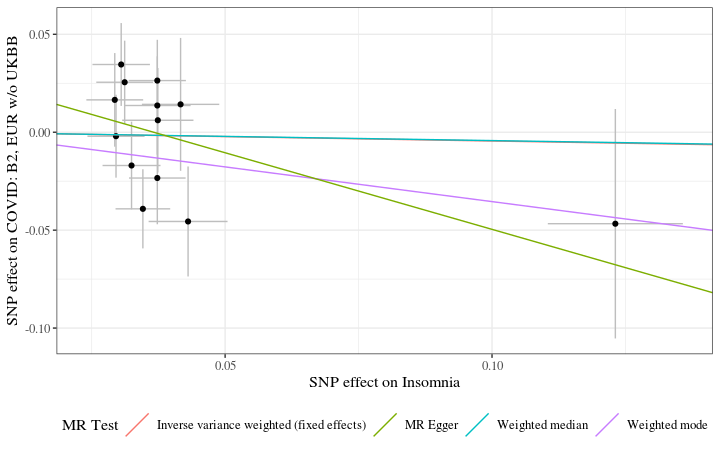 0.05
0.00
-0.05
-0.10
SNP effect on COVID: B2, EUR w/o UKBB
0.05
0.10
SNP effect on Insomnia
MR Test
Inverse variance weighted (fixed effects)
MR Egger
Weighted median
Weighted mode